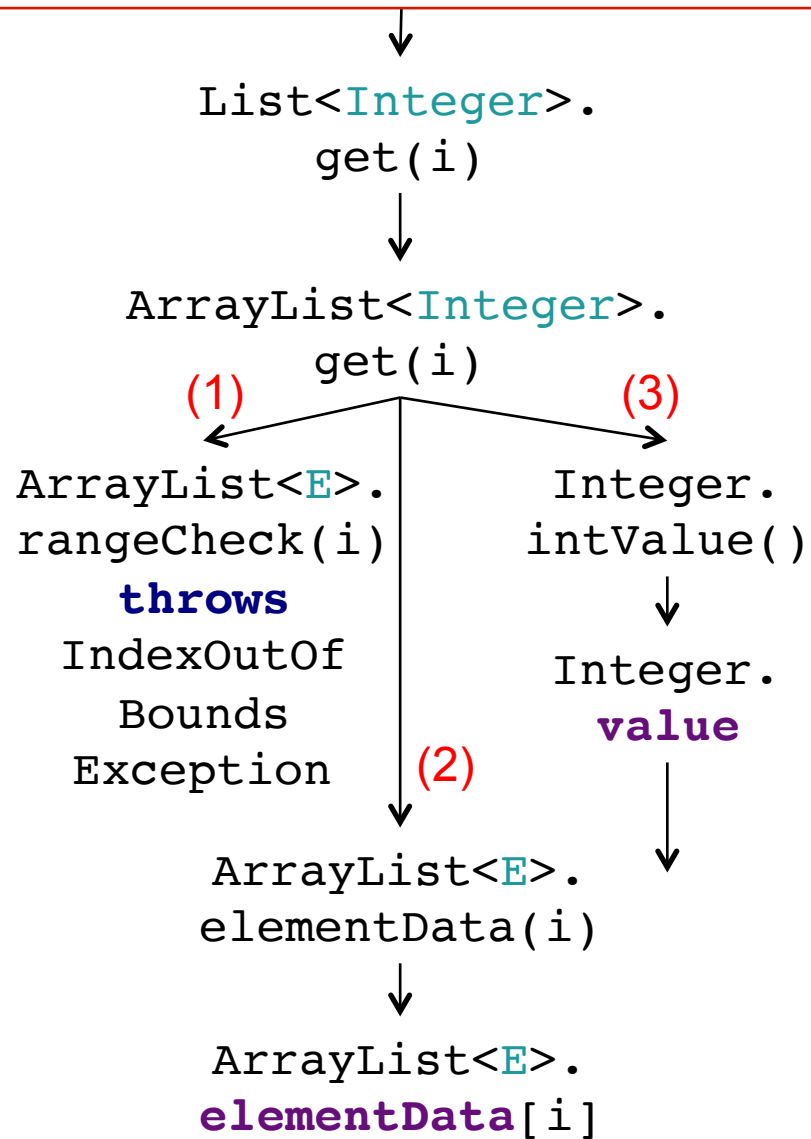 List<Integer>.
get(i)
ArrayList<Integer>.
get(i)
(1)
(3)
ArrayList<E>.
rangeCheck(i)
throws
IndexOutOf
Bounds
Exception
Integer.
intValue()
Integer.
value
(2)
ArrayList<E>.
elementData(i)
ArrayList<E>.
elementData[i]